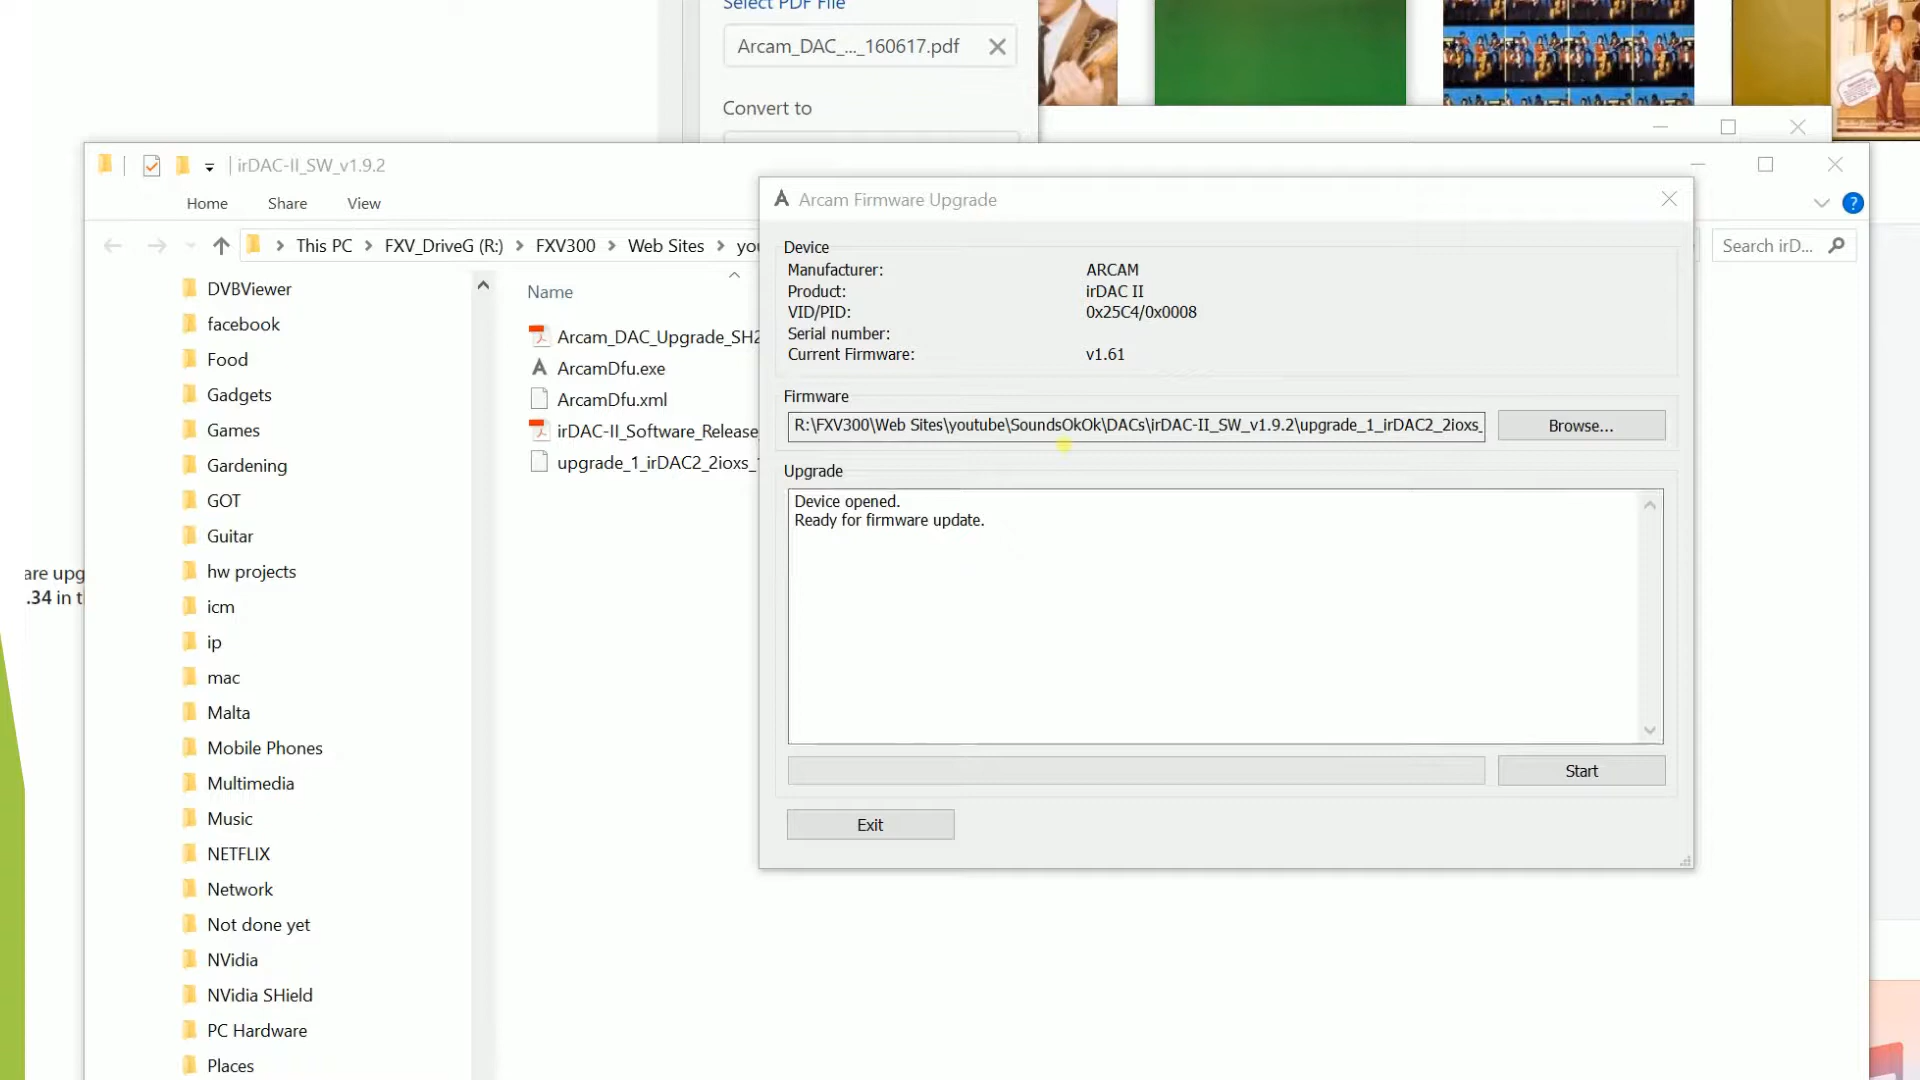 Select PDF File
Arcam_DAC_..._160617.pdf
Convert to
irDAC-II_SW_v1.9.2
Home
Share
View
?
This PC
FXV_DriveG (R:)
FXV300
Web Sites
you
Search irD...
DVBViewer
facebook
Food
Gadgets
Games
Gardening
GOT
Guitar
hw projects
icm
ip
mac
Malta
Mobile Phones
Multimedia
Music
NETFLIX
Network
Not done yet
NVidia
NVidia SHield
PC Hardware
Places
Name
Arcam_DAC_Upgrade_SH2
ArcamDfu.exe
ArcamDfu.xml
irDAC-II_Software_Release_
upgrade_1_irDAC2_2ioxs_
are upg
.34 in t
Arcam Firmware Upgrade
Device
Manufacturer: ARCAM
Product: irDAC II
VID/PID: 0x25C4/0x0008
Serial number:
Current Firmware: v1.61
Firmware
R:\FXV300\Web Sites\youtube\SoundsOkOk\DACs\irDAC-II_SW_v1.9.2\upgrade_1_irDAC2_2ioxs_
Browse...
Upgrade
Device opened.
Ready for firmware update.
Start
Exit